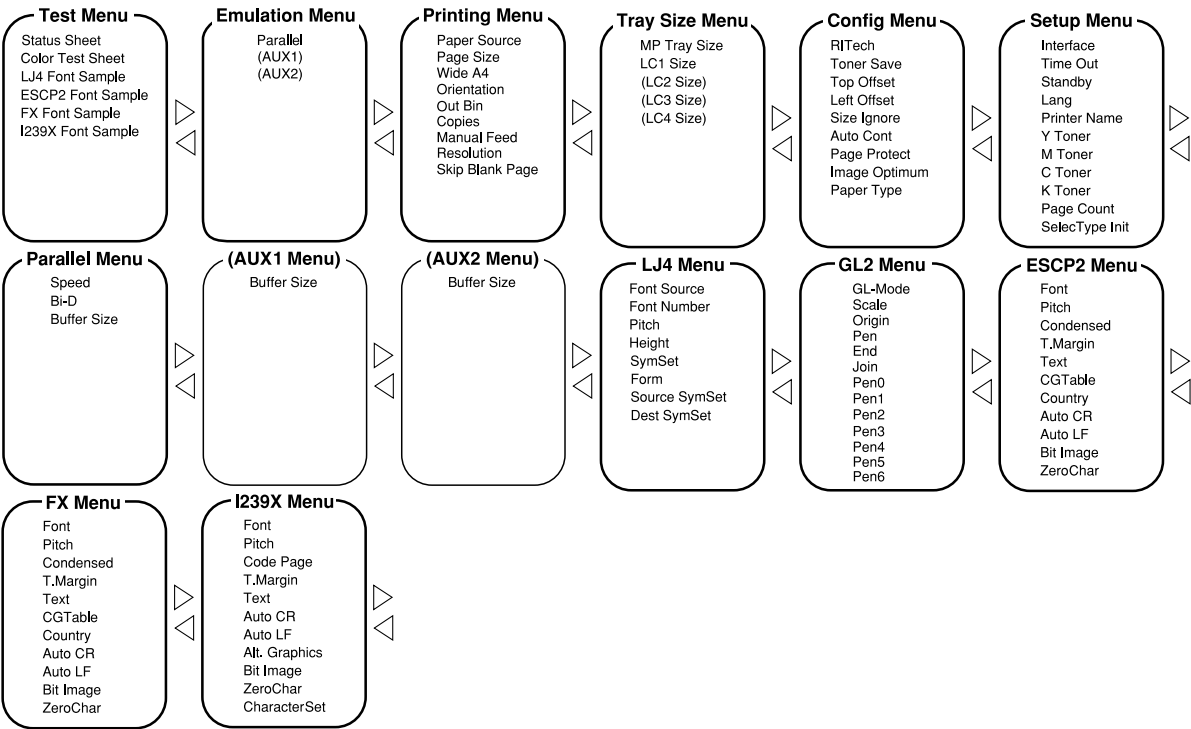 Test Menu
Status Sheet
Color Test Sheet
LJ4 Font Sample
ESCP2 Font Sample
FX Font Sample
I239X Font Sample
Emulation Menu
Parallel
(AUX1)
(AUX2)
Printing Menu
Paper Source
Page Size
Wide A4
Orientation
Out Bin
Copies
Manual Feed
Resolution
Skip Blank Page
Tray Size Menu
MP Tray Size
LC1 Size
(LC2 Size)
(LC3 Size)
(LC4 Size)
Config Menu
RITech
Toner Save
Top Offset
Left Offset
Size Ignore
Auto Cont
Page Protect
Image Optimum
Paper Type
Setup Menu
Interface
Time Out
Standby
Lang
Printer Name
Y Toner
M Toner
C Toner
K Toner
Page Count
SelecType Init
Parallel Menu
Speed
Bi-D
Buffer Size
(AUX1 Menu)
Buffer Size
(AUX2 Menu)
Buffer Size
LJ4 Menu
Font Source
Font Number
Pitch
Height
SymSet
Form
Source SymSet
Dest SymSet
GL2 Menu
GL-Mode
Scale
Origin
Pen
End
Join
Pen0
Pen1
Pen2
Pen3
Pen4
Pen5
Pen6
ESCP2 Menu
Font
Pitch
Condensed
T.Margin
Text
CGTable
Country
Auto CR
Auto LF
Bit Image
ZeroChar
FX Menu
Font
Pitch
Condensed
T.Margin
Text
CGTable
Country
Auto CR
Auto LF
Bit Image
ZeroChar
I239X Menu
Font
Pitch
Code Page
T.Margin
Text
Auto CR
Auto LF
Alt. Graphics
Bit Image
ZeroChar
CharacterSet